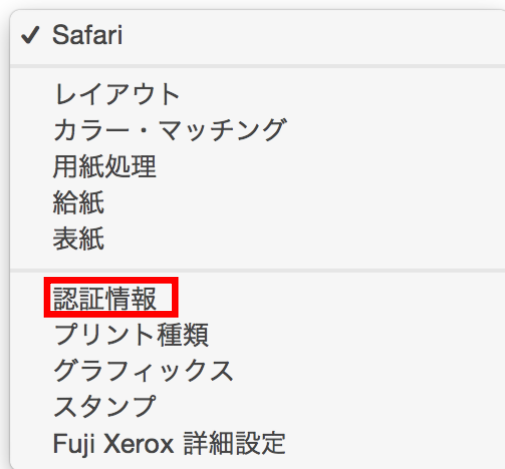 ✓ Safari
レイアウト
カラー・マッチング
用紙処理
給紙
表紙
認証情報
プリント種類
グラフィックス
スタンプ
Fuji Xerox 詳細設定